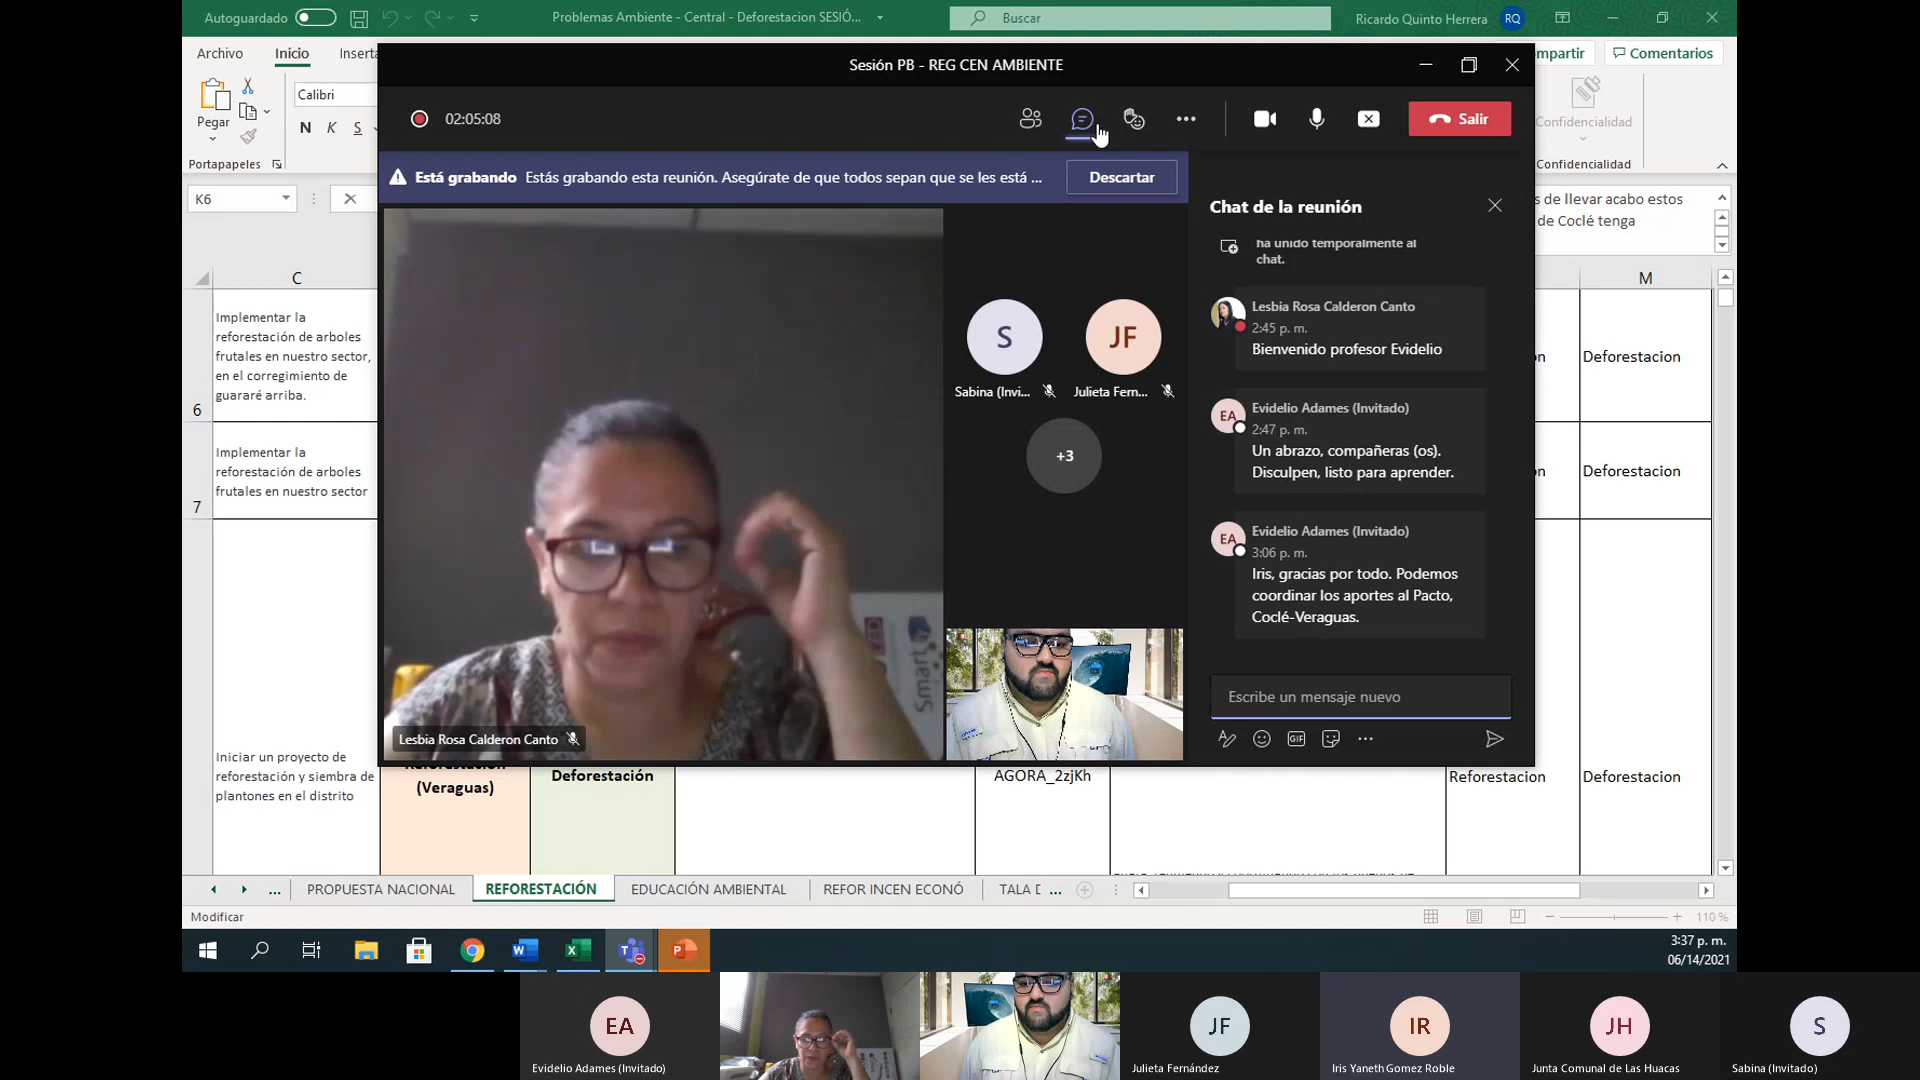 Autoguardado
Problemas Ambiente - Central - Deforestacion SESIÓ...
Buscar
Ricardo Quinto Herrera
RQ
Archivo
Inicio
Inserta
mpartir
Comentarios
Pegar
Calibri
N K S
Portapapeles
Confidencialidad
Confidencialidad
K6
s de llevar acabo estos
de Coclé tenga
Sesión PB - REG CEN AMBIENTE
02:05:08
Salir
Está grabando Estás grabando esta reunión. Asegúrate de que todos sepan que se les está ...
Descartar
S
Sabina (Invi...
JF
Julieta Fern...
+3
Lesbia Rosa Calderon Canto
Smart
Chat de la reunión
ha unido temporalmente al
chat.
Lesbia Rosa Calderon Canto
2:45 p. m.
Bienvenido profesor Evidelio
EA
Evidelio Adames (Invitado)
2:47 p. m.
Un abrazo, compañeras (os).
Disculpen, listo para aprender.
EA
Evidelio Adames (Invitado)
3:06 p. m.
Iris, gracias por todo. Podemos
coordinar los aportes al Pacto,
Coclé-Veraguas.
Escribe un mensaje nuevo
GIF
C
M
6
Implementar la
reforestación de arboles
frutales en nuestro sector,
en el corregimiento de
guararé arriba.
Deforestacion
7
Implementar la
reforestación de arboles
frutales en nuestro sector
Deforestacion
Iniciar un proyecto de
reforestación y siembra de
plantones en el distrito
(Veraguas)
Deforestación
AGORA_2zjKh
Reforestacion
Deforestacion
...
PROPUESTA NACIONAL
REFORESTACIÓN
EDUCACIÓN AMBIENTAL
REFOR INCEN ECONÓ
TALA D ...
Modificar
110 %
3:37 p. m.
06/14/2021
EA
Evidelio Adames (Invitado)
JF
Julieta Fernández
IR
Iris Yaneth Gomez Roble
JH
Junta Comunal de Las Huacas
S
Sabina (Invitado)